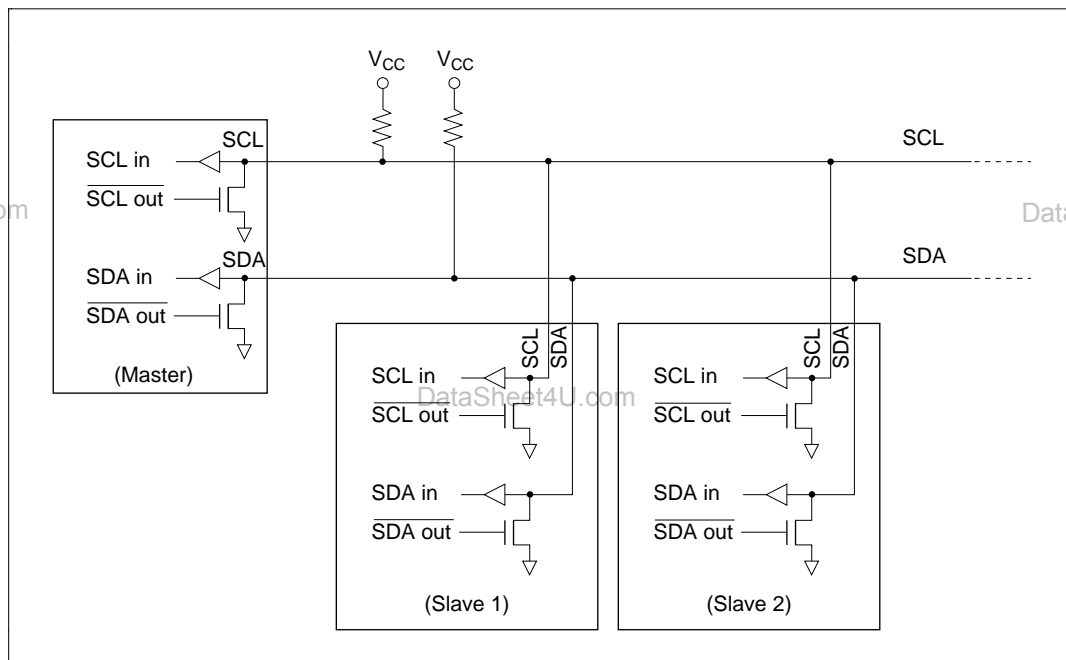 VCC VCC
SCL
SCL
SCL in
SCL out
SDA
SDA
SDA in
SDA out
(Master)
om
Data
SCL SDA
SCL in
SCL out
SDA in
SDA out
(Slave 1)
SCL SDA
SCL in
SCL out
SDA in
SDA out
(Slave 2)
DataSheet4U.com